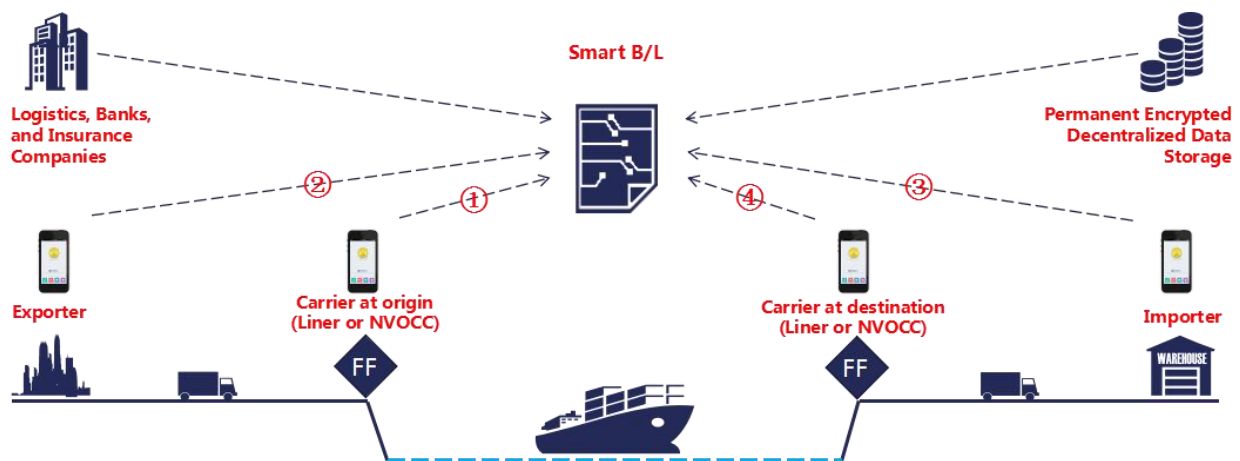 Smart B/L
Logistics, Banks,
and Insurance
Companies
Permanent Encrypted
Decentralized Data
Storage
②
①
④
③
Exporter
Carrier at origin
(Liner or NVOCC)
Carrier at destination
(Liner or NVOCC)
Importer
FF
FF
WAREHOUSE